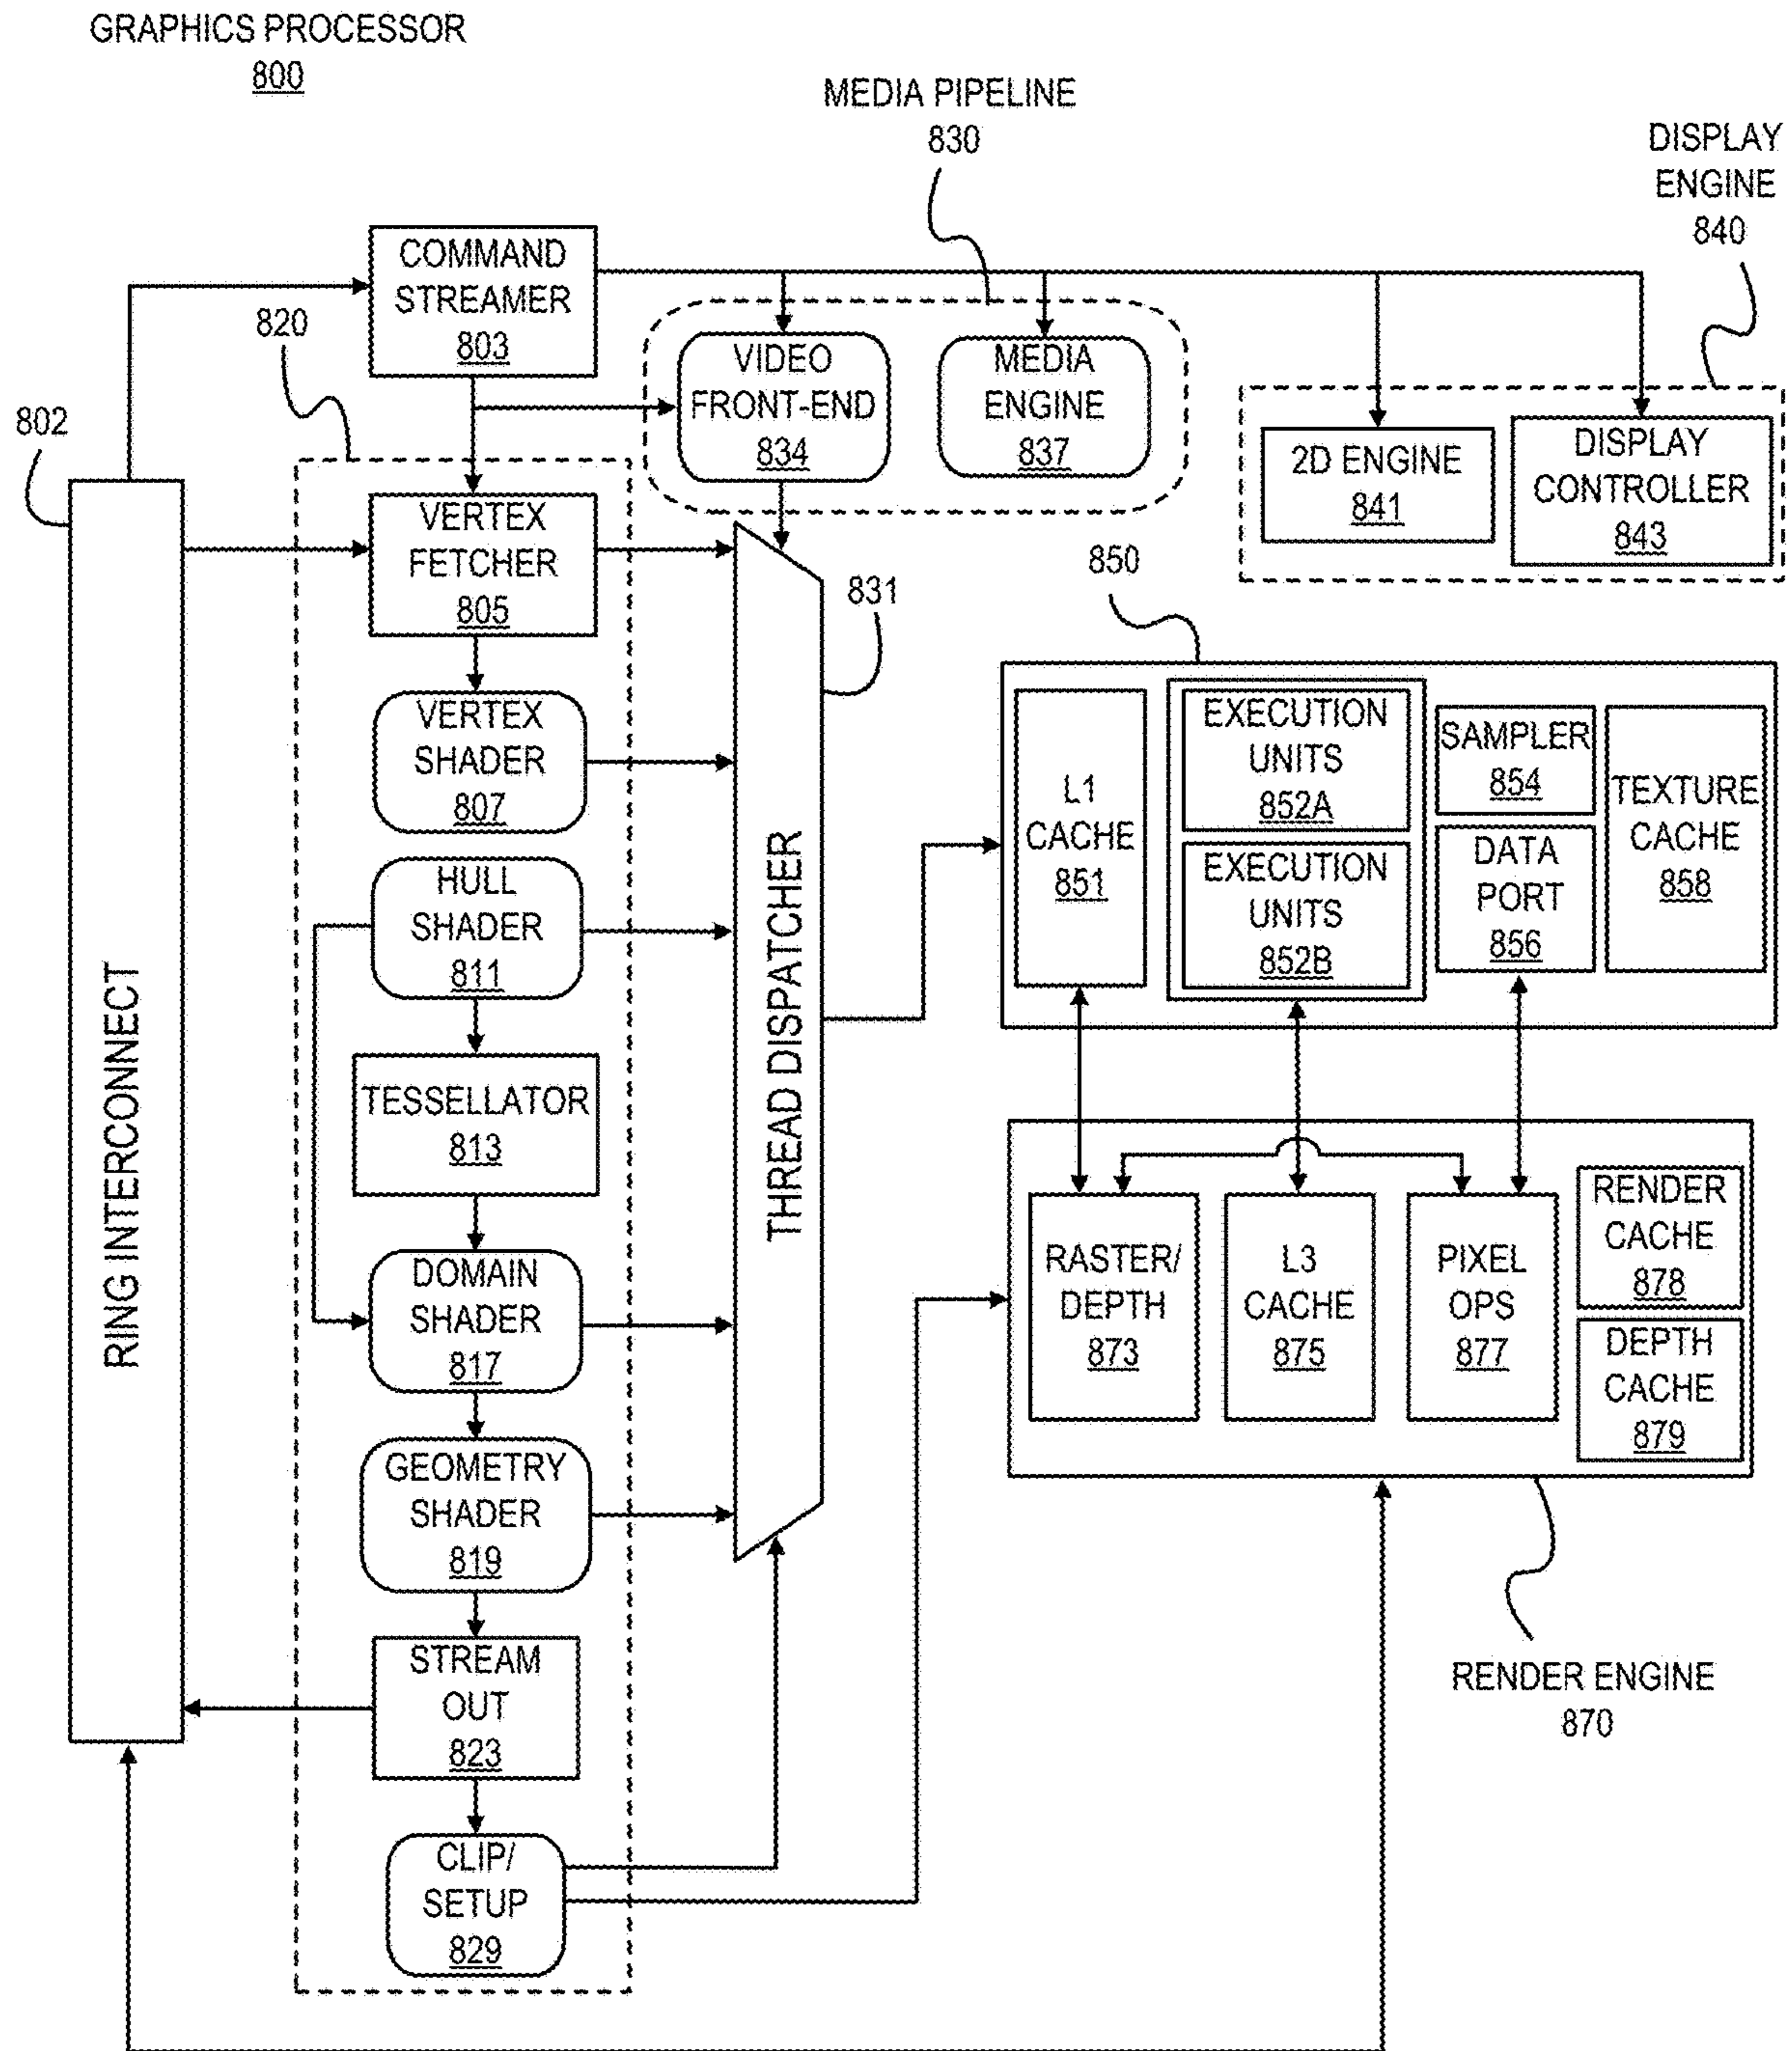 GRAPHICS PROCESSOR
800
MEDIA PIPELINE
830
DISPLAY
ENGINE
840
COMMAND
STREAMER
803
820
802
VIDEO
FRONT-END
834
MEDIA
ENGINE
837
2D ENGINE
841
DISPLAY
CONTROLLER
843
RING INTERCONNECT
VERTEX
FETCHER
805
VERTEX
SHADER
807
HULL
SHADER
811
TESSELLATOR
813
DOMAIN
SHADER
817
GEOMETRY
SHADER
819
STREAM
OUT
823
CLIP/
SETUP
829
THREAD DISPATCHER
831
850
L1
CACHE
851
EXECUTION
UNITS
852A
EXECUTION
UNITS
852B
SAMPLER
854
DATA
PORT
856
TEXTURE
CACHE
858
RASTER/
DEPTH
873
L3
CACHE
875
PIXEL
OPS
877
RENDER
CACHE
878
DEPTH
CACHE
879
RENDER ENGINE
870